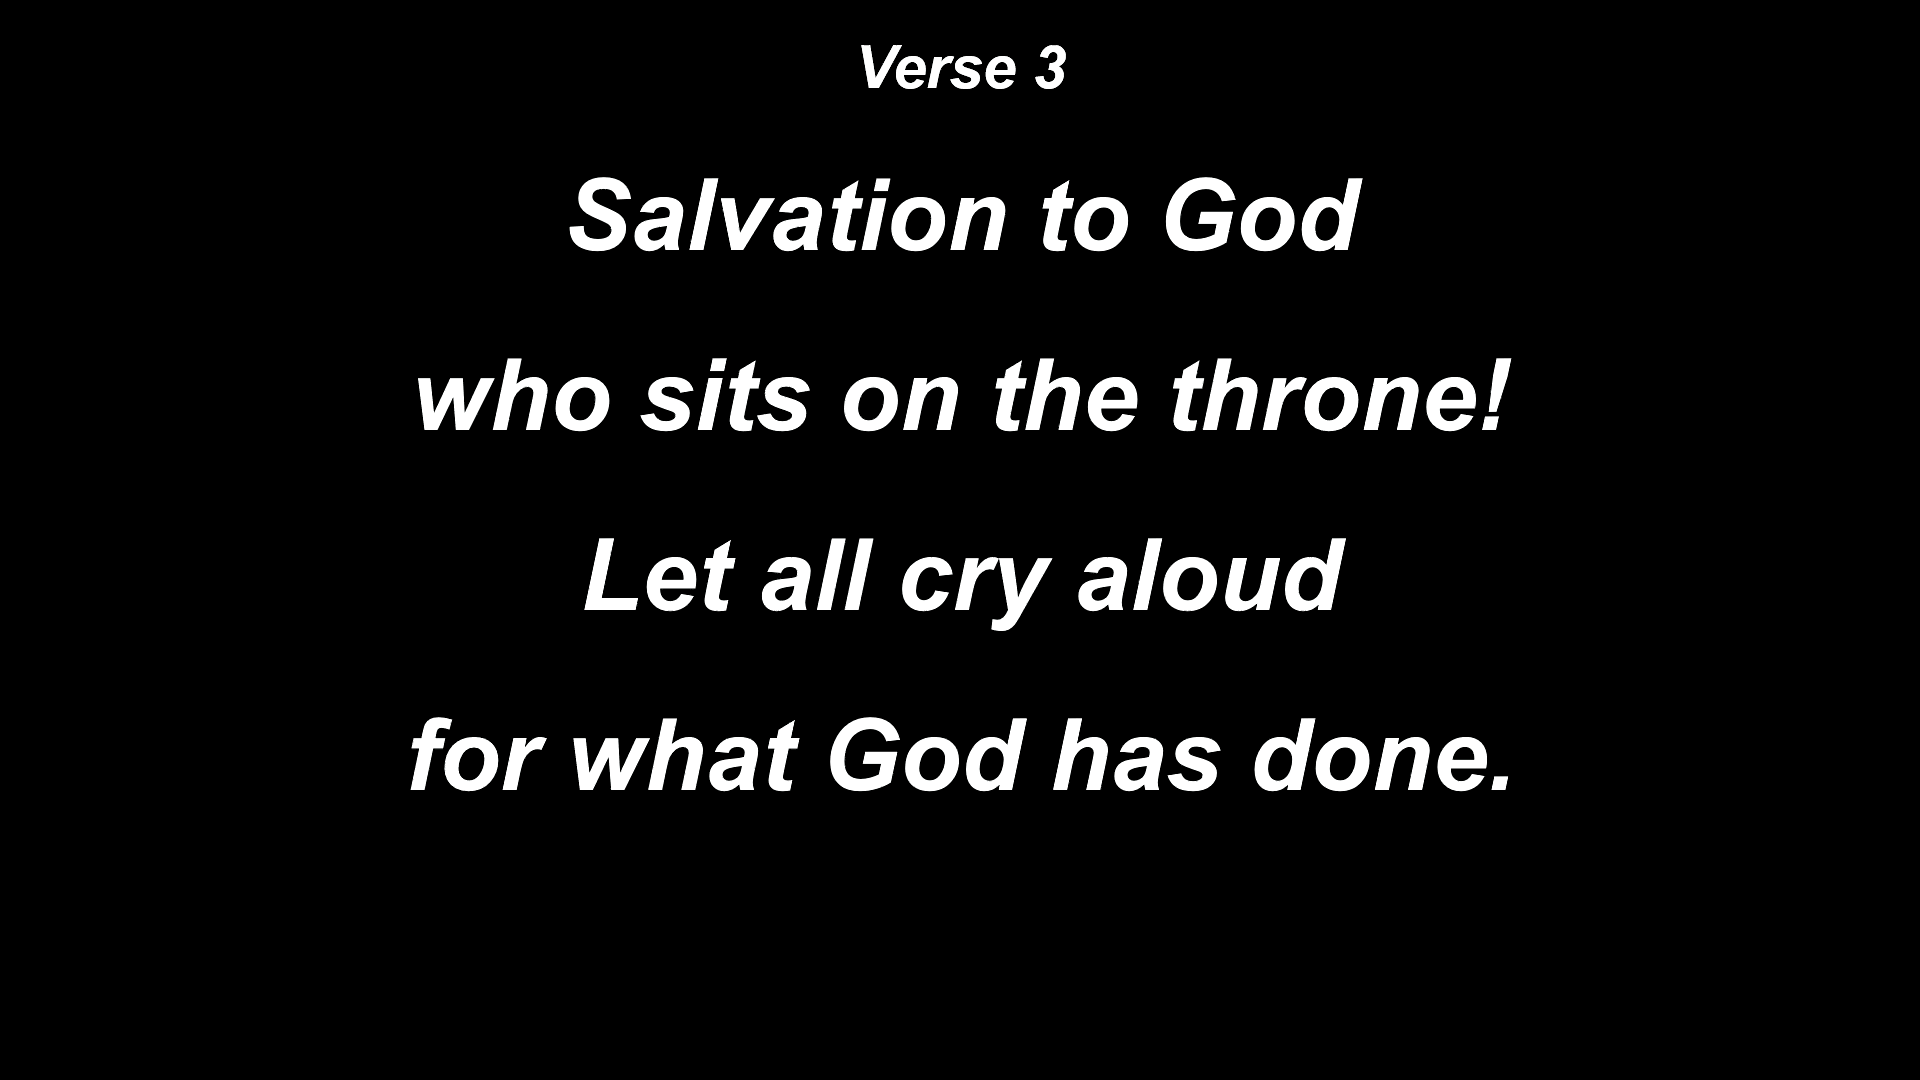 Verse 3
Salvation to God
who sits on the throne!
Let all cry aloud
for what God has done.